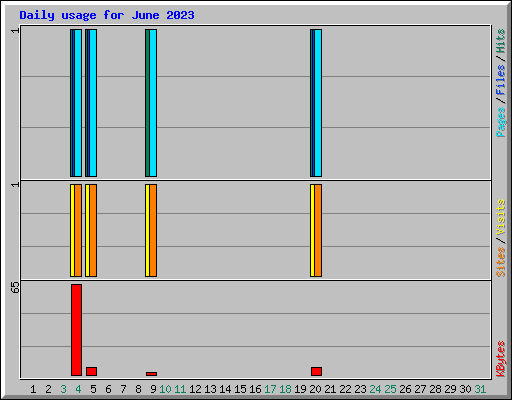 Daily usage for June 2023
1
Pages/Files/Hits
1
Sites/Visits
65
KBytes
1 2 3 4 5 6 7 8 9 10 11 12 13 14 15 16 17 18 19 20 21 22 23 24 25 26 27 28 29 30 31